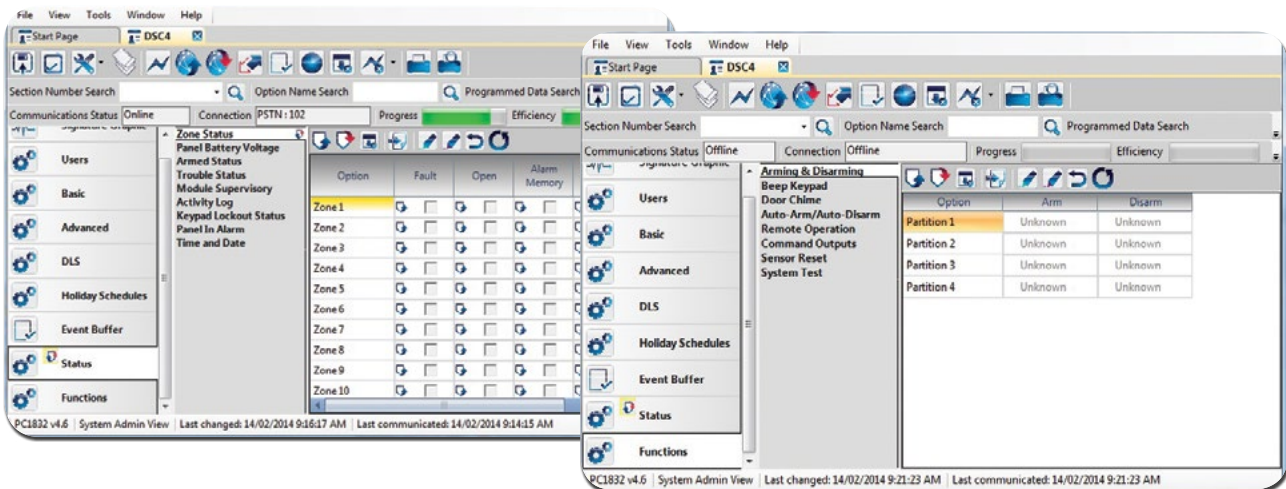 File View Tools Window Help
Start Page DSC4
Section Number Search Option Name Search Programmed Data Search
Communications Status Online Connection PSTN : 102 Progress Efficiency
Signature Graphic
Users
Basic
Advanced
DLS
Holiday Schedules
Event Buffer
Status
Functions
Zone Status
Panel Battery Voltage
Armed Status
Trouble Status
Module Supervisory
Activity Log
Keypad Lockout Status
Panel In Alarm
Time and Date
Option Fault Open Alarm Memory
Zone 1
Zone 2
Zone 3
Zone 4
Zone 5
Zone 6
Zone 7
Zone 8
Zone 9
Zone 10
PC1832 v4.6 System Admin View Last changed: 14/02/2014 9:16:17 AM Last communicated: 14/02/2014 9:14:15 AM
File View Tools Window Help
Start Page DSC4
Section Number Search Option Name Search Programmed Data Search
Communications Status Offline Connection Offline Progress Efficiency
Signature Graphic
Users
Basic
Advanced
DLS
Holiday Schedules
Event Buffer
Status
Functions
Arming & Disarming
Beep Keypad
Door Chime
Auto-Arm/Auto-Disarm
Remote Operation
Command Outputs
Sensor Reset
System Test
Option Arm Disarm
Partition 1 Unknown Unknown
Partition 2 Unknown Unknown
Partition 3 Unknown Unknown
Partition 4 Unknown Unknown
PC1832 v4.6 System Admin View Last changed: 14/02/2014 9:21:23 AM Last communicated: 14/02/2014 9:21:23 AM